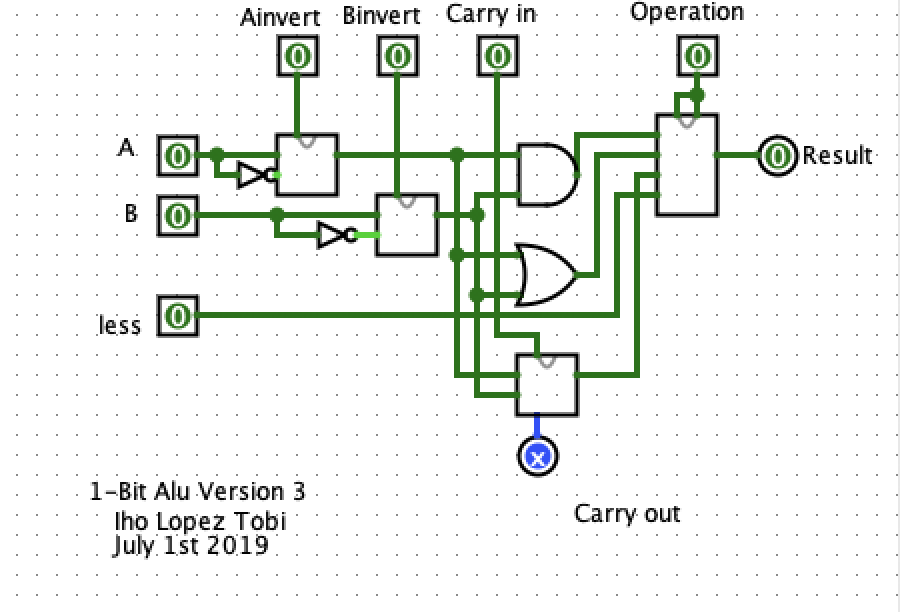 Ainvert Binvert Carry in Operation
0 0 0 0
A 0 0 Result
B 0
less 0
x
1-Bit Alu Version 3
Iho Lopez Tobi
July 1st 2019
Carry out